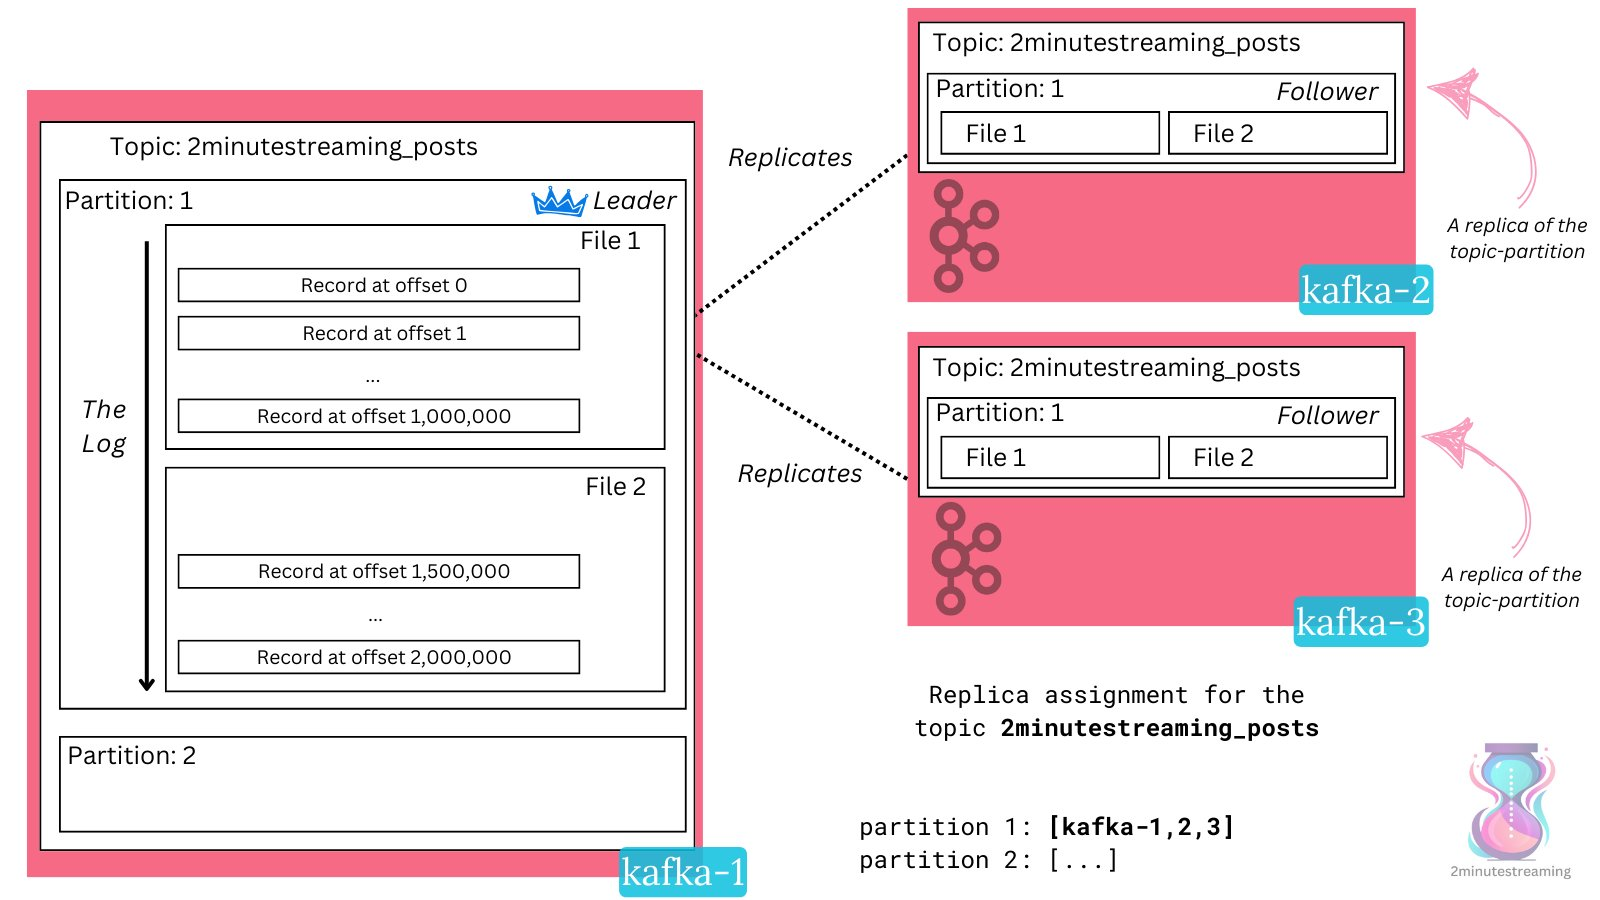 Topic: 2minutestreaming_posts
Partition: 1
Leader
File 1
Record at offset 0
Record at offset 1
...
Record at offset 1,000,000
The
Log
File 2
Record at offset 1,500,000
...
Record at offset 2,000,000
Partition: 2
kafka-1
Replicates
Replicates
Topic: 2minutestreaming_posts
Partition: 1
Follower
File 1
File 2
kafka-2
A replica of the
topic-partition
Topic: 2minutestreaming_posts
Partition: 1
Follower
File 1
File 2
kafka-3
A replica of the
topic-partition
Replica assignment for the
topic 2minutestreaming_posts
partition 1: [kafka-1,2,3]
partition 2: [...]
2minutestreaming